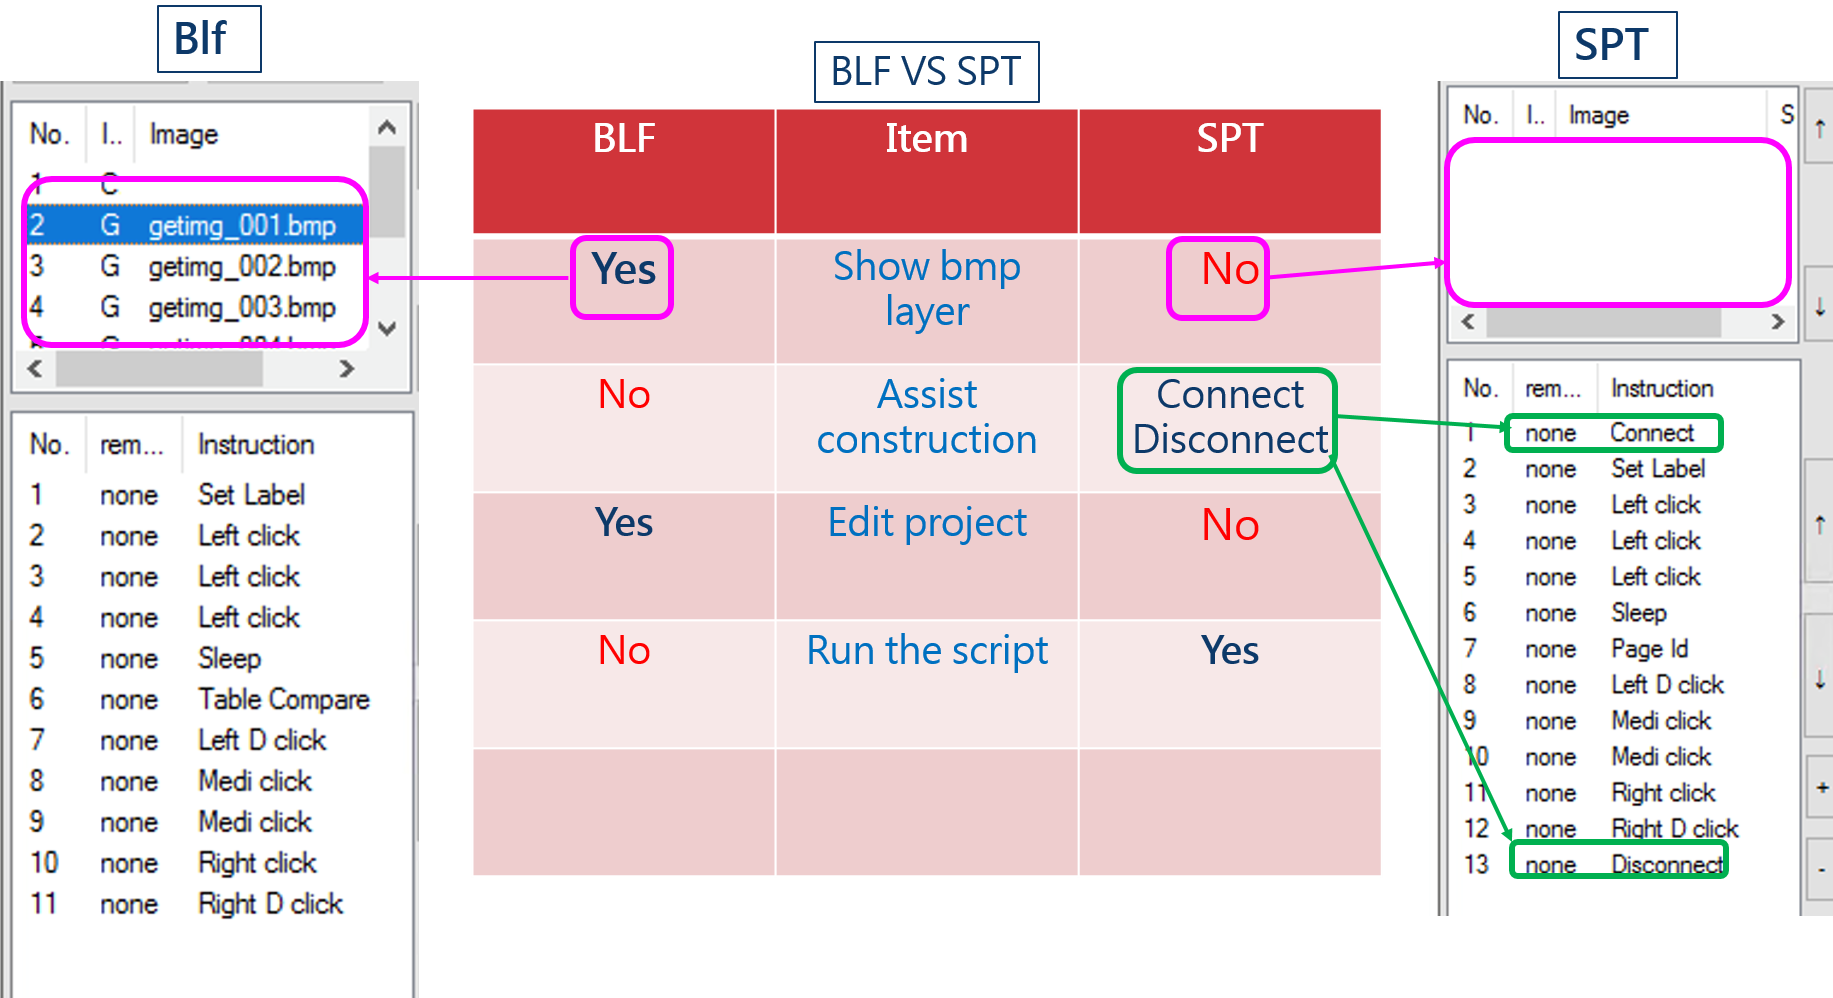 Blf
BLF VS SPT
SPT
No. I.. Image
1 C
2 G getimg_001.bmp
3 G getimg_002.bmp
4 G getimg_003.bmp
No. rem... Instruction
1 none Set Label
2 none Left click
3 none Left click
4 none Left click
5 none Sleep
6 none Table Compare
7 none Left D click
8 none Medi click
9 none Medi click
10 none Right click
11 none Right D click
BLF Item SPT
Yes Show bmp No
layer
No Assist Connect
construction Disconnect
Yes Edit project No
No Run the script Yes
No. I.. Image S
No. rem... Instruction
1 none Connect
2 none Set Label
3 none Left click
4 none Left click
5 none Left click
6 none Sleep
7 none Page Id
8 none Left D click
9 none Medi click
10 none Medi click
11 none Right click
12 none Right D click
13 none Disconnect
+
-